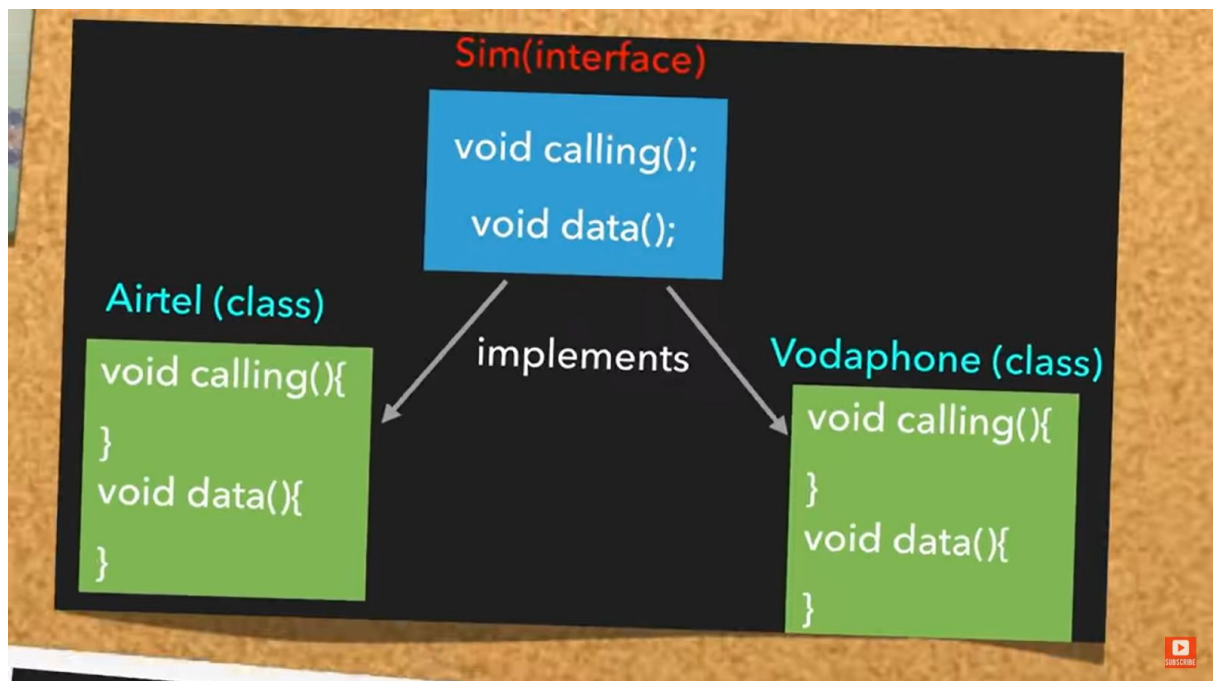 Sim(interface)
void calling();
void data();
Airtel (class)
void calling(){
}
void data(){
}
implements
Vodaphone (class)
void calling(){
}
void data(){
}
SUBSCRIBE